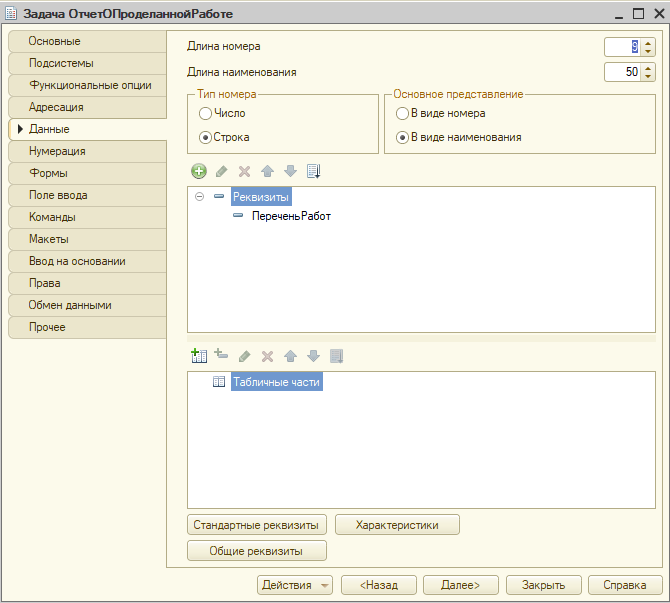 Задача ОтчетОПроделаннойРаботе
Основные
Подсистемы
Функциональные опции
Адресация
Данные
Нумерация
Формы
Поле ввода
Команды
Макеты
Ввод на основании
Права
Обмен данными
Прочее
Длина номера 9
Длина наименования 50
Тип номера
Число
Строка
Основное представление
В виде номера
В виде наименования
Реквизиты
ПереченьРабот
Табличные части
Стандартные реквизиты Характеристики
Общие реквизиты
Действия <Назад Далее> Закрыть Справка